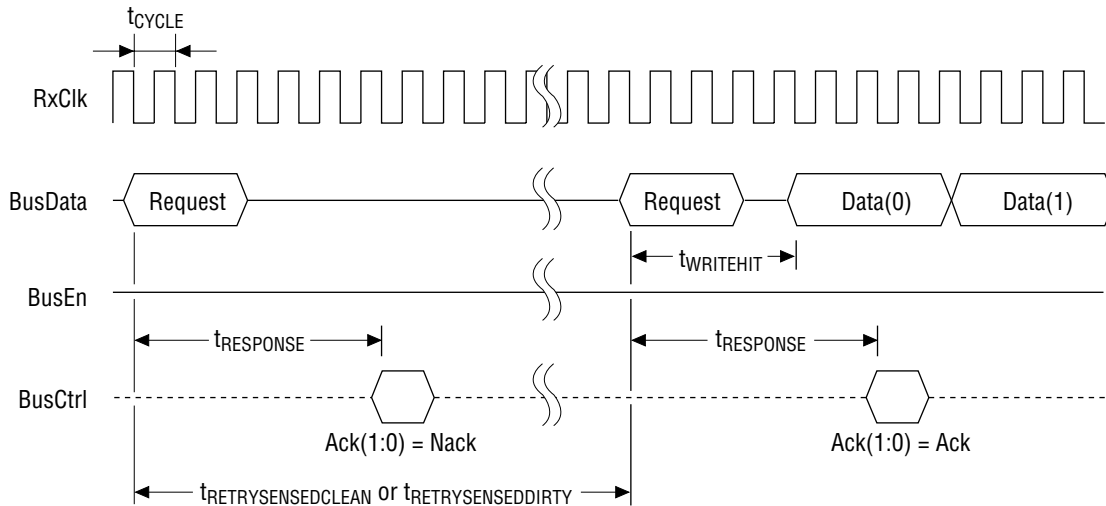 tCYCLE
RxClk
BusData
Request
Request
Data(0)
Data(1)
tWRITEHIT
BusEn
tRESPONSE
tRESPONSE
BusCtrl
Ack(1:0) = Nack
Ack(1:0) = Ack
tRETRYSENSEDCLEAN or tRETRYSENSEDDIRTY